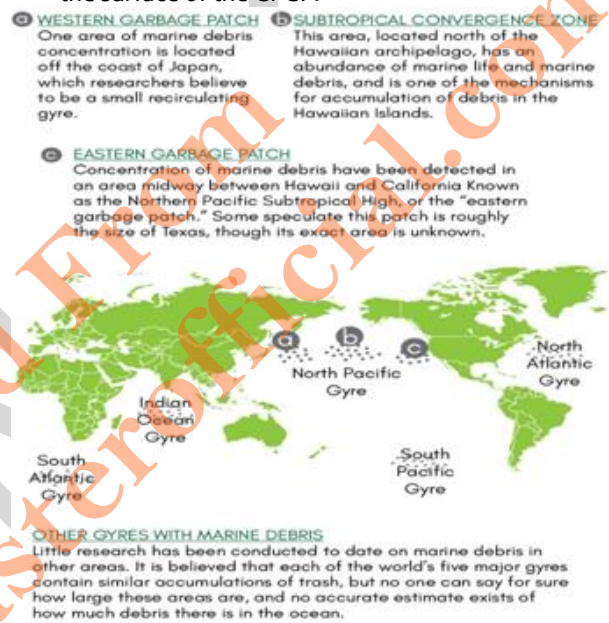 the surface of the GPGP.
a WESTERN GARBAGE PATCH
One area of marine debris
concentration is located
off the coast of Japan,
which researchers believe
to be a small recirculating
gyre.
b SUBTROPICAL CONVERGENCE ZONE
This area, located north of the
Hawaiian archipelago, has an
abundance of marine life and marine
debris, and is one of the mechanisms
for accumulation of debris in the
Hawaiian Islands.
c EASTERN GARBAGE PATCH
Concentration of marine debris have been detected in
an area midway between Hawaii and California Known
as the Northern Pacific Subtropical High, or the "eastern
garbage patch." Some speculate this patch is roughly
the size of Texas, though its exact area is unknown.
a
b
c
North Pacific
Gyre
North
Atlantic
Gyre
Indian
Ocean
Gyre
South
Atlantic
Gyre
South
Pacific
Gyre
OTHER GYRES WITH MARINE DEBRIS
Little research has been conducted to date on marine debris in
other areas. It is believed that each of the world's five major gyres
contain similar accumulations of trash, but no one can say for sure
how large these areas are, and no accurate estimate exists of
how much debris there is in the ocean.
From
sterofficial.com